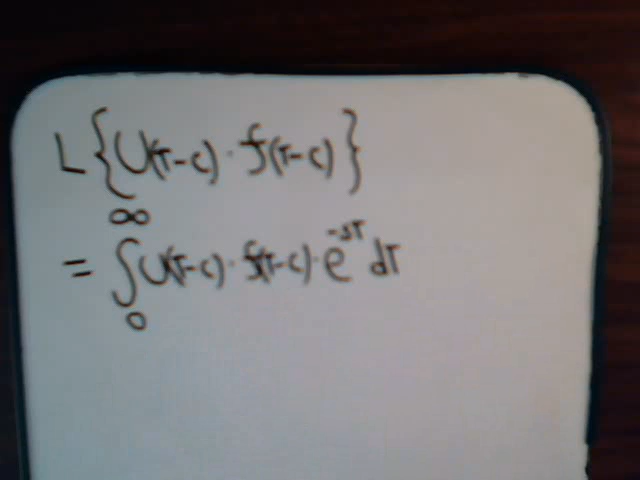 L{U(T-c)·f(T-c)}
= ∫₀^∞ U(T-c)·f(T-c)·e^-ST dT